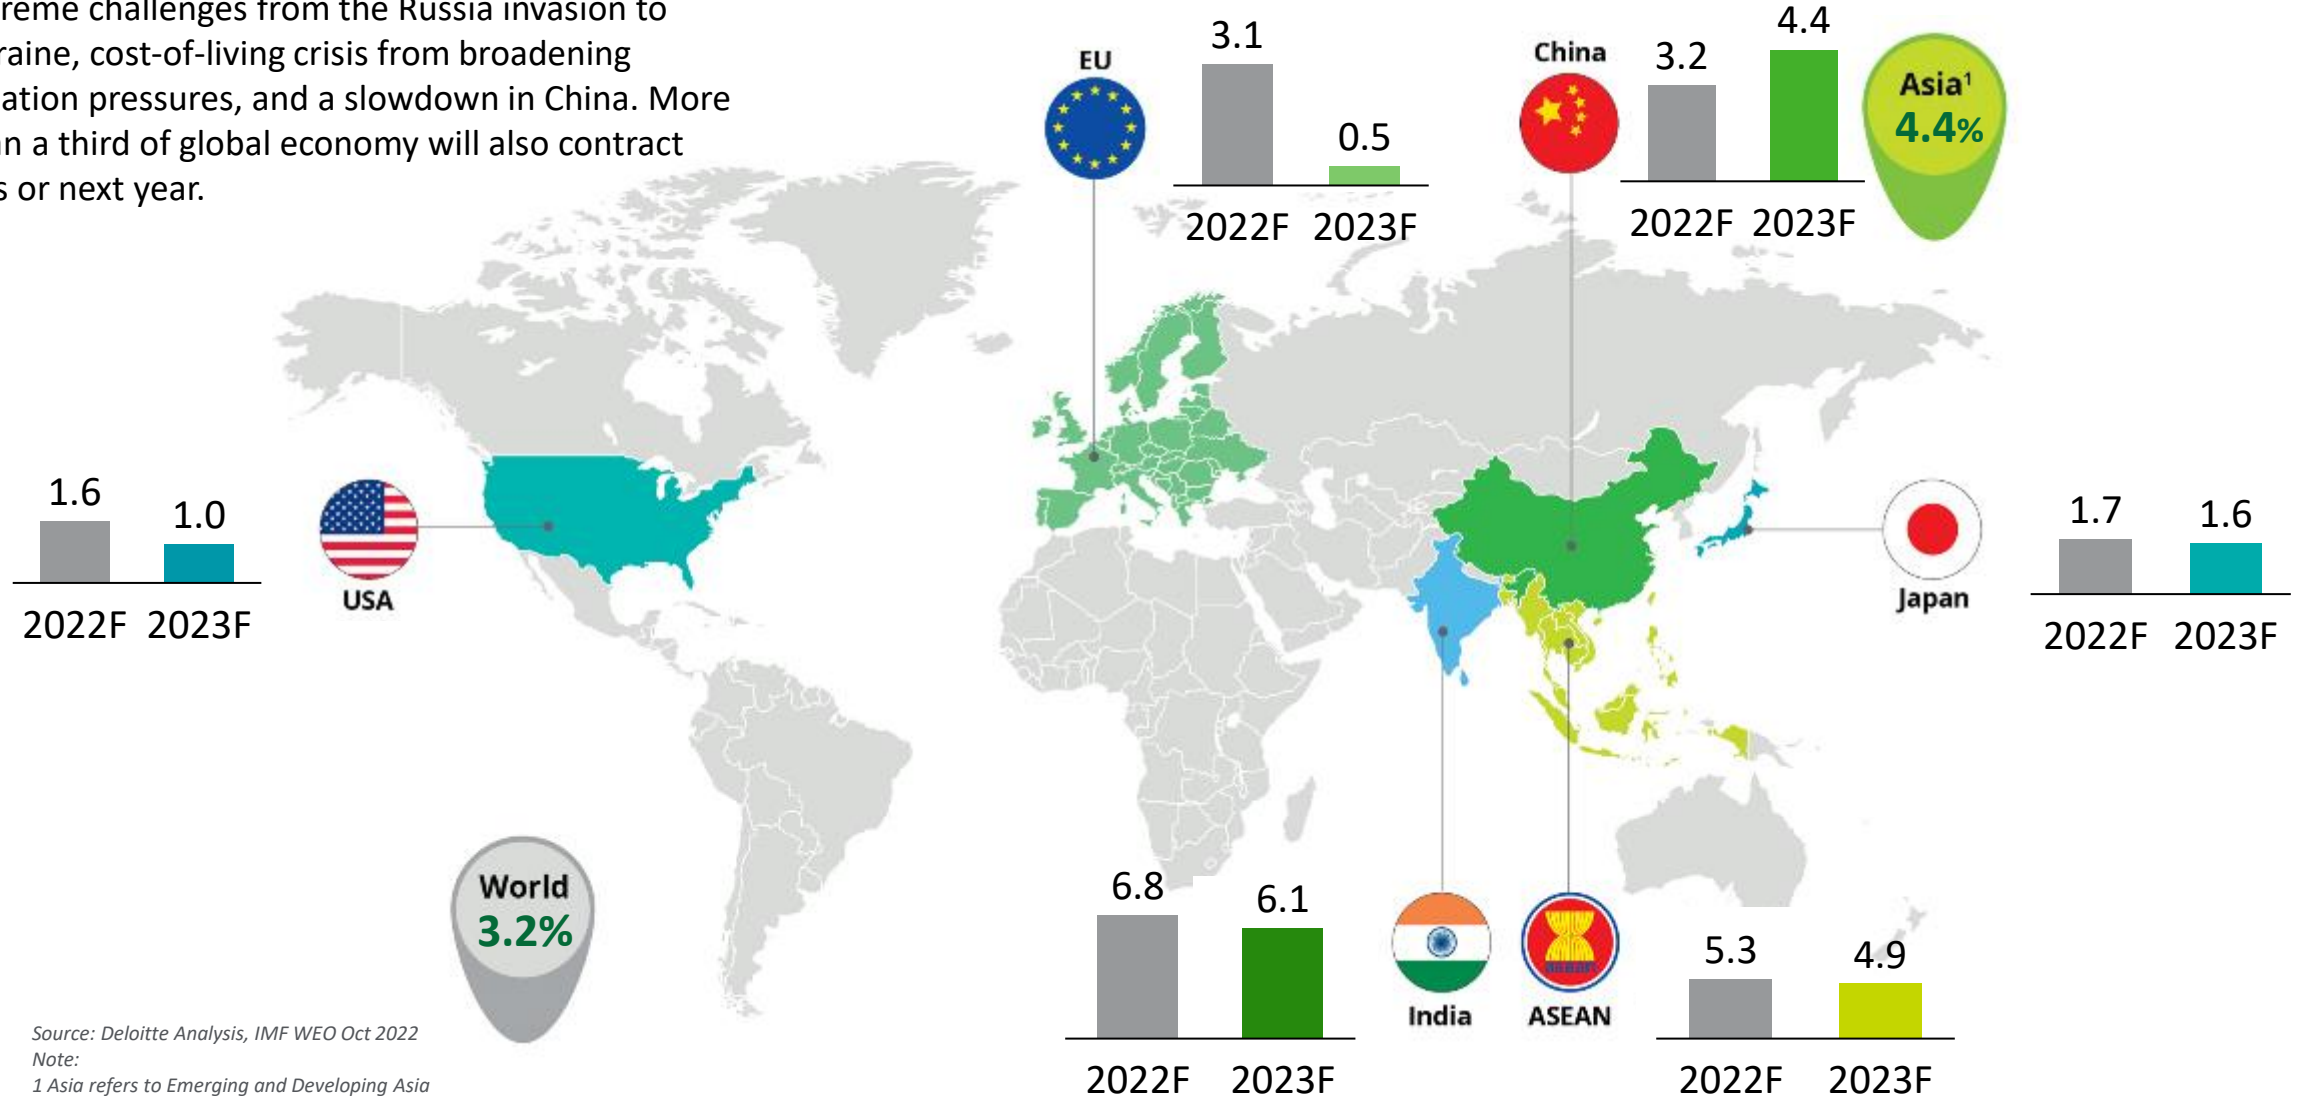 reme challenges from the Russia invasion to
raine, cost-of-living crisis from broadening
ation pressures, and a slowdown in China. More
n a third of global economy will also contract
s or next year.
EU
3.1
0.5
2022F 2023F
China
3.2
4.4
2022F 2023F
Asia¹
4.4%
1.6
1.0
2022F 2023F
USA
Japan
1.7
1.6
2022F 2023F
World
3.2%
6.8
6.1
2022F 2023F
India
ASEAN
5.3
4.9
2022F 2023F
Source: Deloitte Analysis, IMF WEO Oct 2022
Note:
1 Asia refers to Emerging and Developing Asia